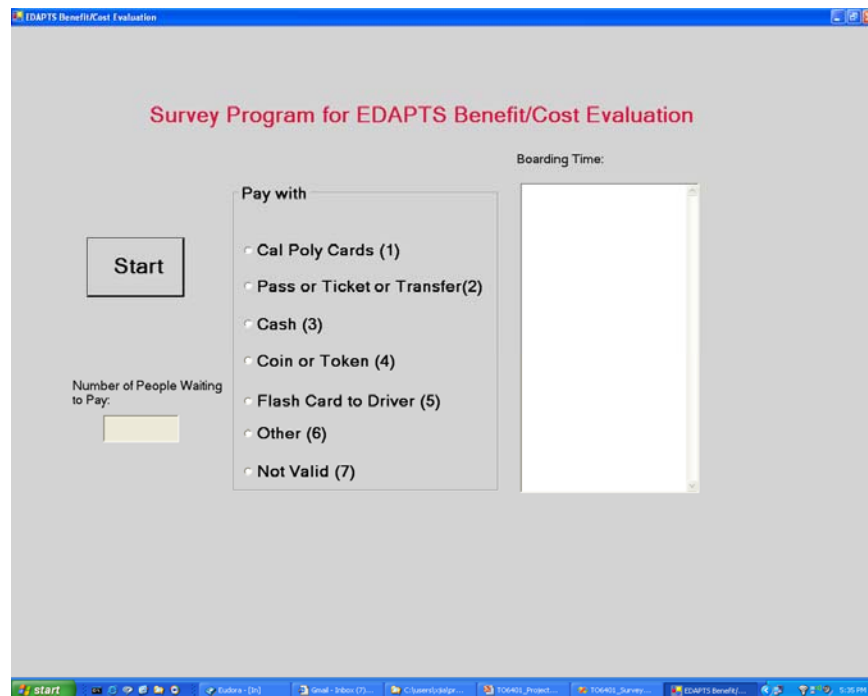 EDAPTS Benefit/Cost Evaluation
Survey Program for EDAPTS Benefit/Cost Evaluation
Boarding Time:
Pay with
Start
Cal Poly Cards (1)
Pass or Ticket or Transfer(2)
Cash (3)
Coin or Token (4)
Number of People Waiting
to Pay:
Flash Card to Driver (5)
Other (6)
Not Valid (7)
start
Eudora - [In]
Gmail - Inbox (7)...
TO6401_Project...
TO6401_Survey...
EDAPTS Benefit/...
5:35 PM